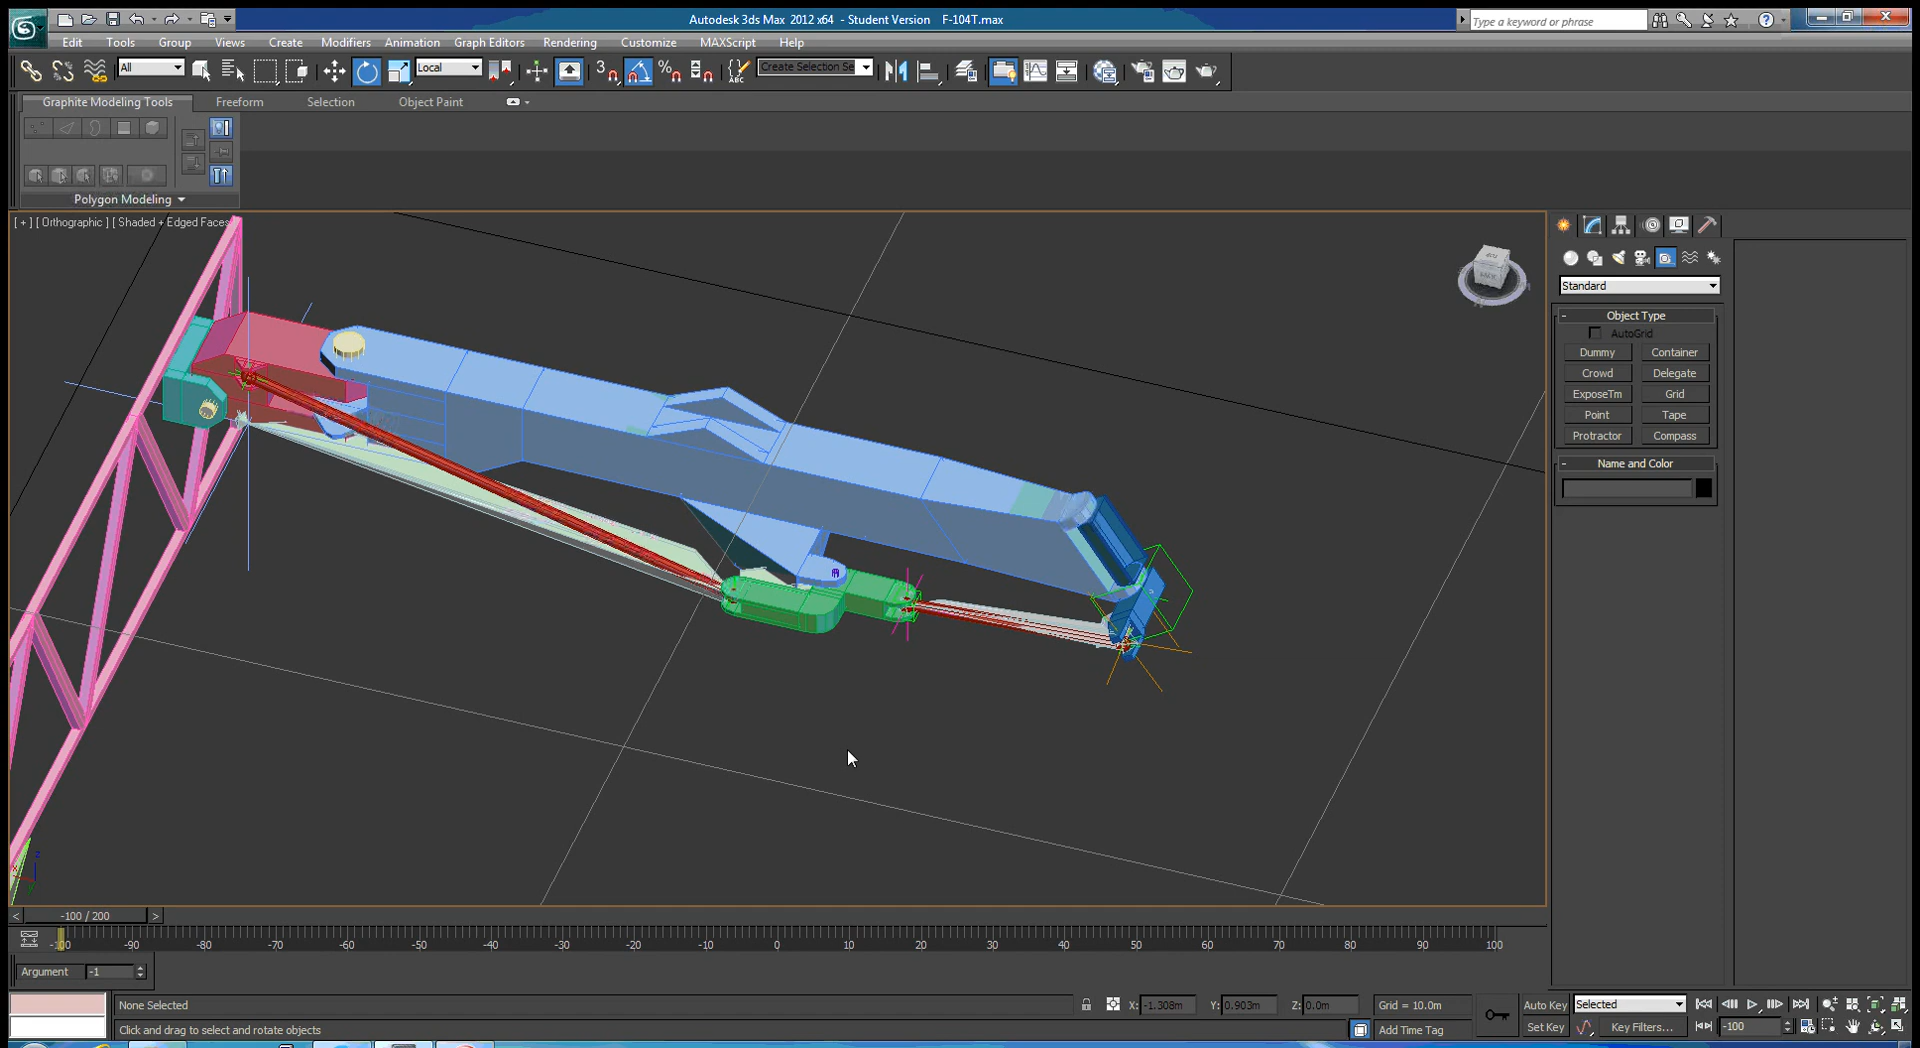 Autodesk 3ds Max 2012 x64 - Student Version F-104T.max
Type a keyword or phrase
Edit Tools Group Views Create Modifiers Animation Graph Editors Rendering Customize MAXScript Help
All Local Create Selection Se
Graphite Modeling Tools Freeform Selection Object Paint
Polygon Modeling
[ + ] [ Orthographic ] [ Shaded + Edged Faces
Standard
Object Type
AutoGrid
Dummy Container
Crowd Delegate
ExposeTm Grid
Point Tape
Protractor Compass
Name and Color
< -100 / 200 >
-100 -90 -80 -70 -60 -50 -40 -30 -20 -10 0 10 20 30 40 50 60 70 80 90 100
Argument -1
None Selected X: -1.308m Y: 0.903m Z: 0.0m Grid = 10.0m Auto Key Selected
Click and drag to select and rotate objects Add Time Tag Set Key Key Filters... -100